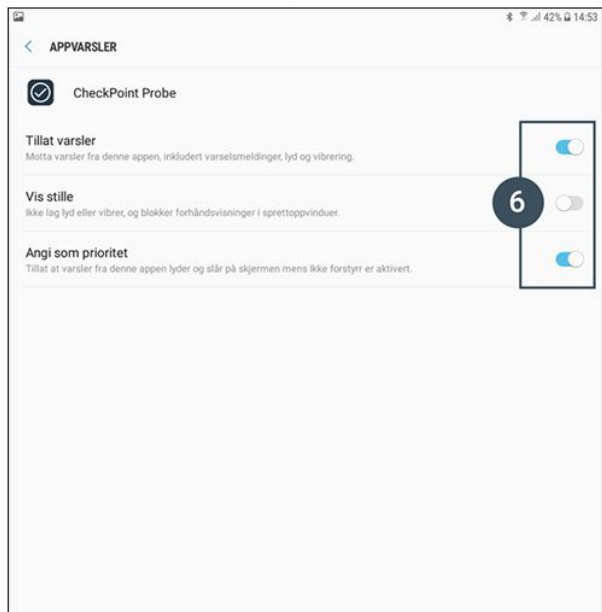 42% 14:53
APPVARSLER
CheckPoint Probe
Tillat varsler
Motta varsler fra denne appen, inkludert varselsmeldinger, lyd og vibrering.
Vis stille
Ikke lag lyd eller vibrer, og blokker forhåndsvisninger i sprettoppvinduer.
6
Angi som prioritet
Tillat at varsler fra denne appen lyder og slår på skjermen mens Ikke forstyrr er aktivert.